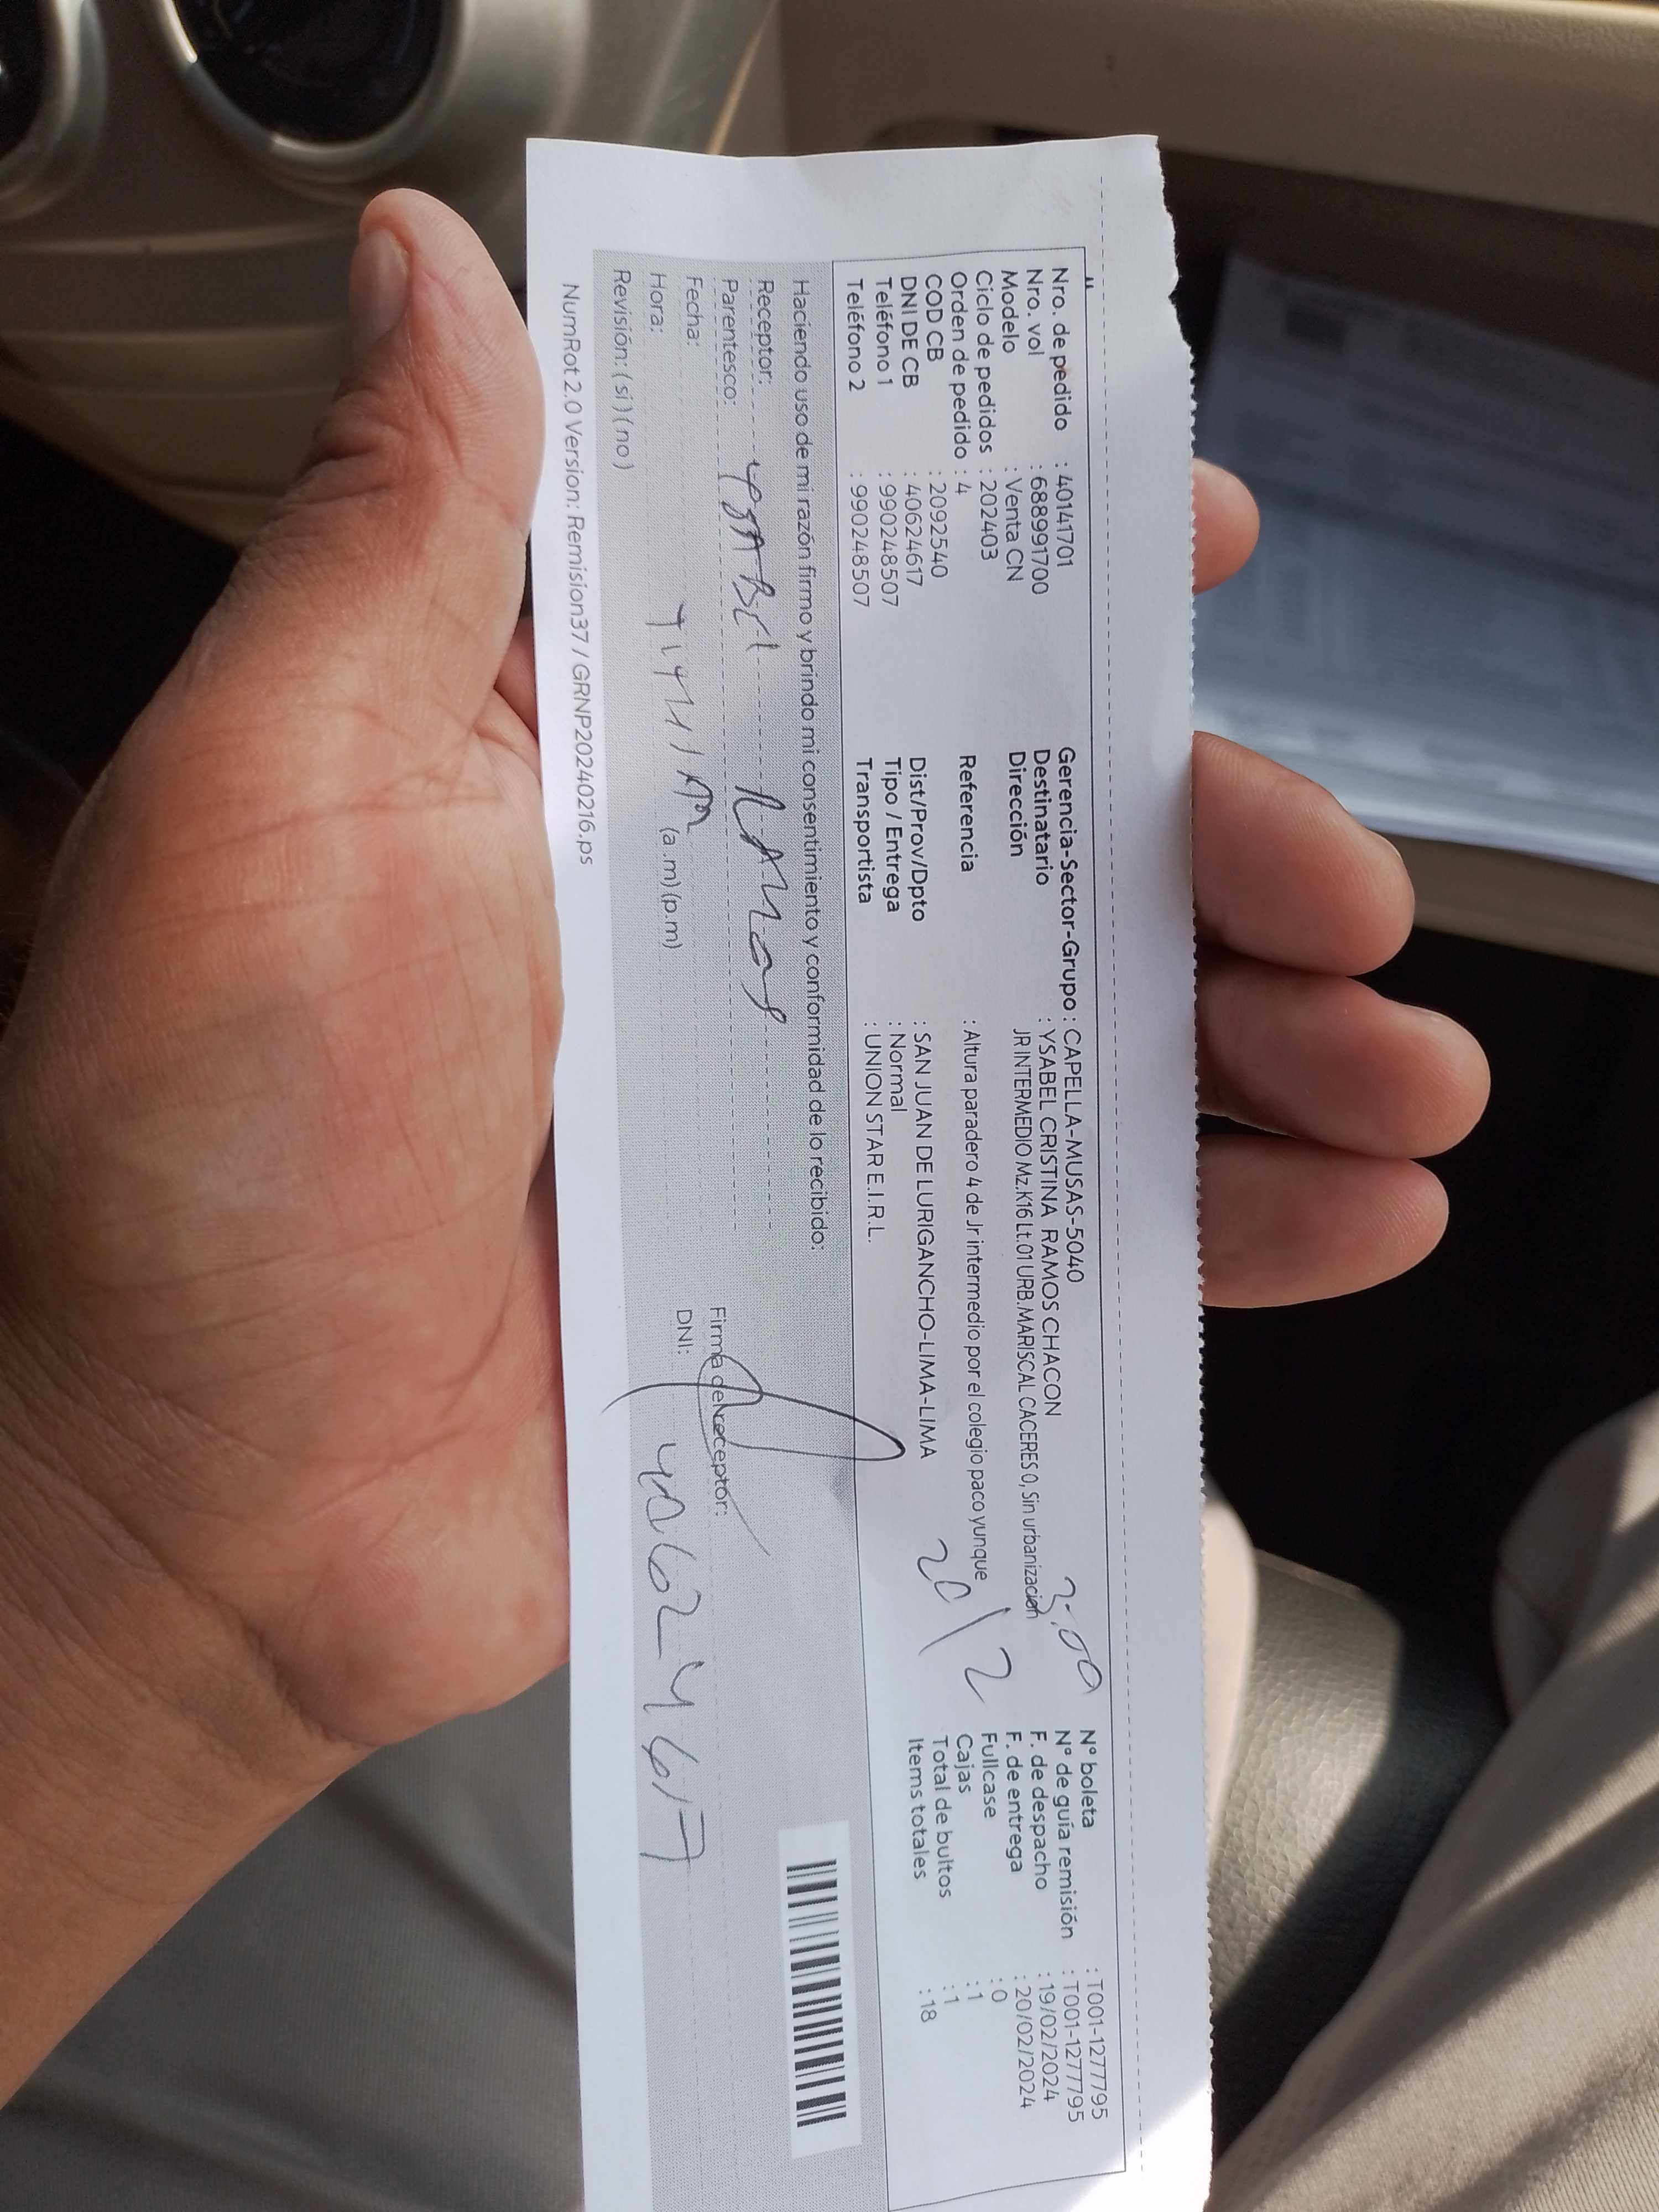 Nro. de pedido : 40141701
Nro. vol : 6889991700
Modelo : Venta CN
Ciclo de pedidos : 202403
Orden de pedido : 4
COD CB : 2092540
DNI DE CB : 40624617
Teléfono 1 : 990248507
Teléfono 2 : 990248507
Gerencia-Sector-Grupo : CAPELLA-MUSAS-5040
Destinatario : YSABEL CRISTINA RAMOS CHACON
Dirección JR INTERMEDIO Mz.K16 Lt.01 URB.MARISCAL CACERES 0, Sin urbanizacion
Referencia : Altura paradero 4 de Jr intermedio por el colegio paco yunque
Dist/Prov/Dpto : SAN JUAN DE LURIGANCHO-LIMA-LIMA
Tipo / Entrega : Normal
Transportista : UNION STAR E.I.R.L.
3.00
20/2
N° boleta : T001-1277795
N° de guía remisión : T001-1277795
F. de despacho : 19/02/2024
F. de entrega : 20/02/2024
Fullcase : 0
Cajas : 1
Total de bultos : 1
Items totales : 18
Haciendo uso de mi razón firmo y brindo mi consentimiento y conformidad de lo recibido:
Receptor: Ramos
Parentesco:
Fecha:
Hora: (a.m)(p.m)
Revisión: (si)(no)
Firma del receptor:
DNI: 40624617
NumRot 2.0 Version: Remision37 / GRNP20240216.ps